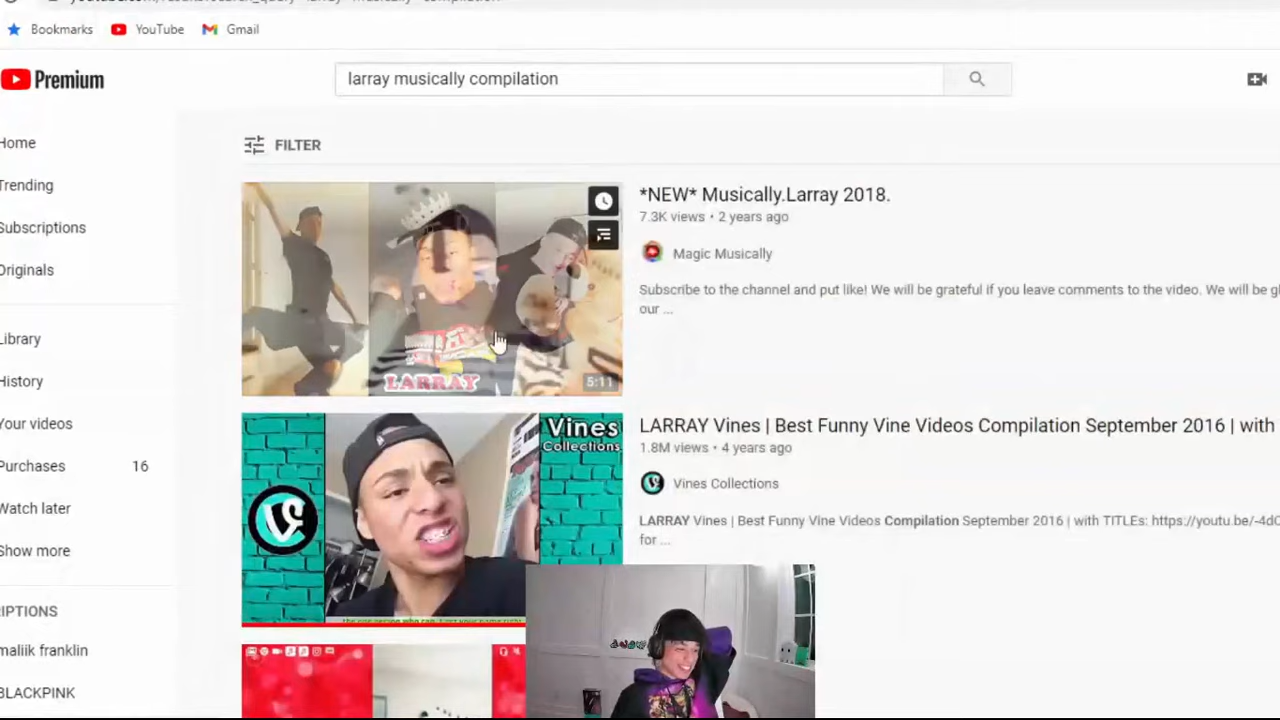 Bookmarks YouTube Gmail
Premium
larray musically compilation
Home
Trending
Subscriptions
Originals
Library
History
Your videos
Purchases 16
Watch later
Show more
IPTIONS
maliik franklin
BLACKPINK
FILTER
LARRAY
5:11
*NEW* Musically.Larray 2018.
7.3K views • 2 years ago
Magic Musically
Subscribe to the channel and put like! We will be grateful if you leave comments to the video. We will be
our ...
Vines
Collections
LARRAY Vines | Best Funny Vine Videos Compilation September 2016 | with
1.8M views • 4 years ago
Vines Collections
LARRAY Vines | Best Funny Vine Videos Compilation September 2016 | with TITLEs: https://youtu.be/-4d
for ...